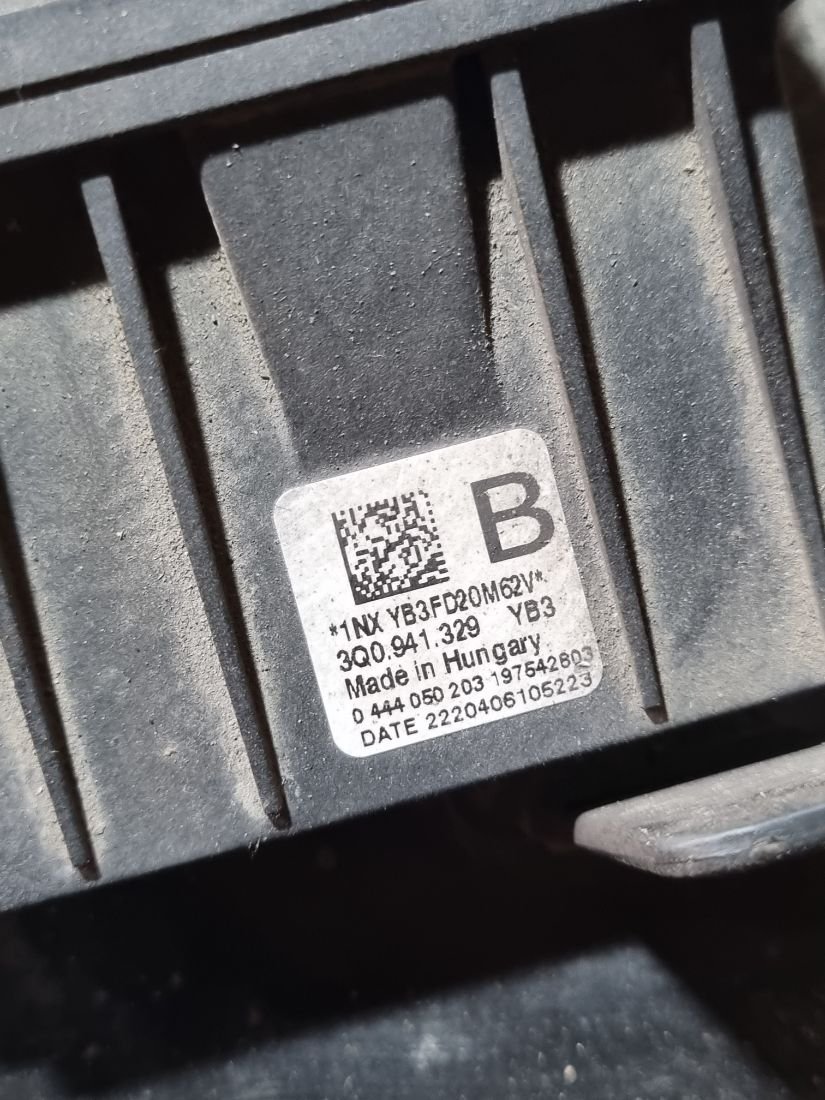 B
*1NX YB3FD20M62V*
3Q0.941.329 YB3
Made in Hungary
0 444 050 203 197542803
DATE 2220406105223